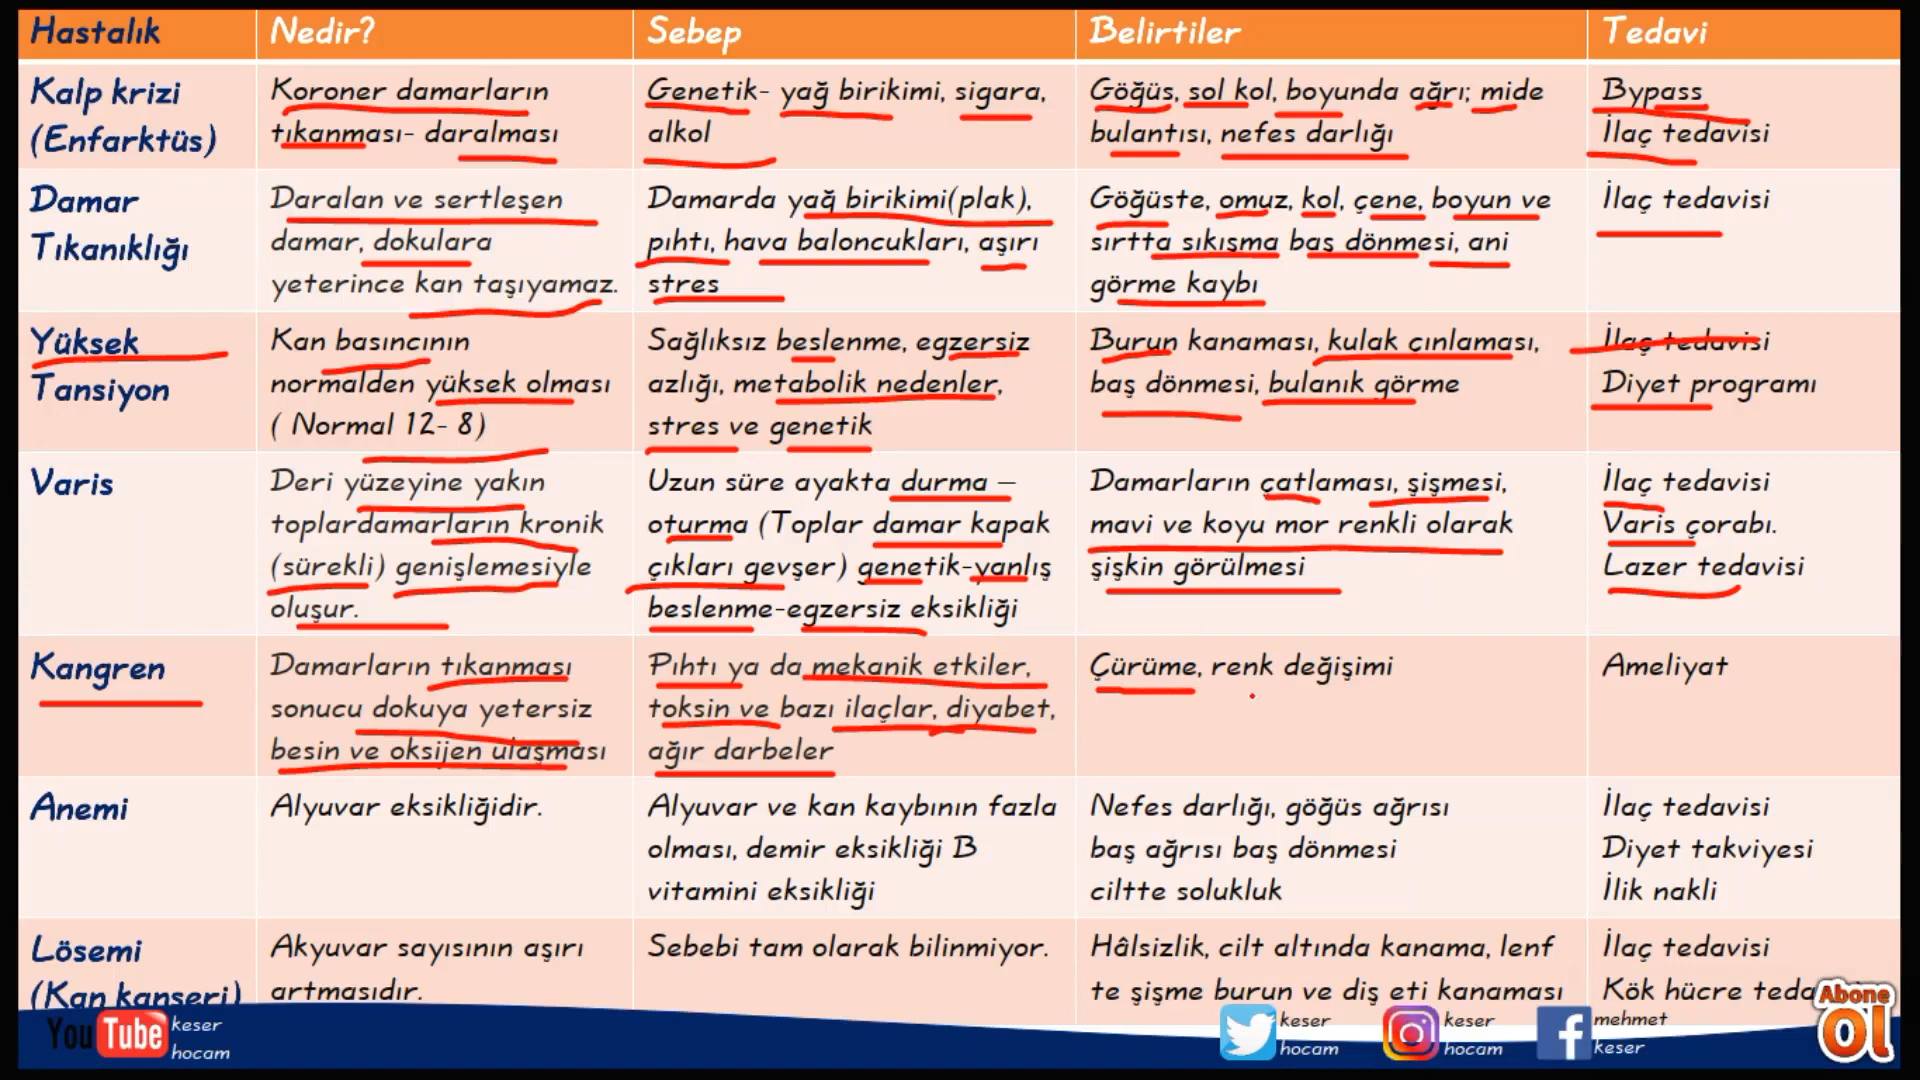 Hastalık
Nedir?
Sebep
Belirtiler
Tedavi
Kalp krizi
(Enfarktüs)
Koroner damarların
tıkanması- daralması
Genetik- yağ birikimi, sigara,
alkol
Göğüs, sol kol, boyunda ağrı; mide
bulantısı, nefes darlığı
Bypass
İlaç tedavisi
Damar
Tıkanıklığı
Daralan ve sertleşen
damar, dokulara
yeterince kan taşıyamaz.
Damarda yağ birikimi(plak),
pıhtı, hava baloncukları, aşırı
stres
Göğüste, omuz, kol, çene, boyun ve
sırtta sıkışma baş dönmesi, ani
görme kaybı
İlaç tedavisi
Yüksek
Tansiyon
Kan basıncının
normalden yüksek olması
( Normal 12- 8)
Sağlıksız beslenme, egzersiz
azlığı, metabolik nedenler,
stres ve genetik
Burun kanaması, kulak çınlaması,
baş dönmesi, bulanık görme
İlaç tedavisi
Diyet programı
Varis
Deri yüzeyine yakın
toplardamarların kronik
(sürekli) genişlemesiyle
oluşur.
Uzun süre ayakta durma –
oturma (Toplar damar kapak
çıkları gevşer) genetik-yanlış
beslenme-egzersiz eksikliği
Damarların çatlaması, şişmesi,
mavi ve koyu mor renkli olarak
şişkin görülmesi
İlaç tedavisi
Varis çorabı.
Lazer tedavisi
Kangren
Damarların tıkanması
sonucu dokuya yetersiz
besin ve oksijen ulaşması
Pıhtı ya da mekanik etkiler,
toksin ve bazı ilaçlar, diyabet,
ağır darbeler
Çürüme, renk değişimi
Ameliyat
Anemi
Alyuvar eksikliğidir.
Alyuvar ve kan kaybının fazla
olması, demir eksikliği B
vitamini eksikliği
Nefes darlığı, göğüs ağrısı
baş ağrısı baş dönmesi
ciltte solukluk
İlaç tedavisi
Diyet takviyesi
İlik nakli
Lösemi
(Kan kanseri)
Akyuvar sayısının aşırı
artmasıdır.
Sebebi tam olarak bilinmiyor.
Hâlsizlik, cilt altında kanama, lenf
te şişme burun ve diş eti kanaması
İlaç tedavisi
Kök hücre
YouTube
keser
hocam
keser
hocam
keser
hocam
mehmet
keser
Abone
Ol